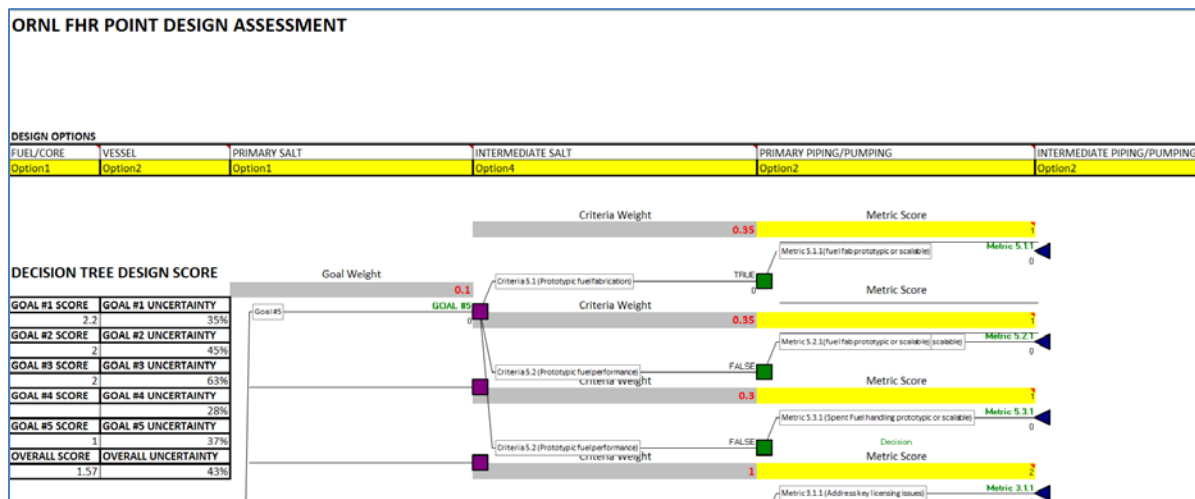 ORNL FHR POINT DESIGN ASSESSMENT
DESIGN OPTIONS
FUEL/CORE VESSEL PRIMARY SALT INTERMEDIATE SALT PRIMARY PIPING/PUMPING INTERMEDIATE PIPING/PUMPING
Option1 Option2 Option1 Option4 Option2 Option2
Criteria Weight Metric Score
0.35 1
Metric 5.1.1(fuel fab prototypic or scalable) Metric 5.1.1
0
DECISION TREE DESIGN SCORE
Goal Weight
0.1
Criteria 5.1 (Prototypic fuel fabrication) TRUE
0
Metric Score
GOAL #1 SCORE GOAL #1 UNCERTAINTY
2.2 35%
Goal #5 GOAL #5
0
Criteria Weight
0.35 1
GOAL #2 SCORE GOAL #2 UNCERTAINTY
2 45%
Metric 5.2.1(fuel fab prototypic or scalable) scalable) Metric 5.2.1
0
GOAL #3 SCORE GOAL #3 UNCERTAINTY
2 63%
Criteria 5.2 (Prototypic fuel performance) FALSE
Criteria Weight Metric Score
0.3 1
GOAL #4 SCORE GOAL #4 UNCERTAINTY
28%
Metric 5.3.1 (Spent Fuel handling prototypic or scalable) Metric 5.3.1
0
GOAL #5 SCORE GOAL #5 UNCERTAINTY
1 37%
Criteria 5.2 (Prototypic fuel performance) FALSE
Decision
Criteria Weight Metric Score
OVERALL SCORE OVERALL UNCERTAINTY
1.57 43%
1 2
Metric 3.1.1 (Address key licensing issues) Metric 3.1.1